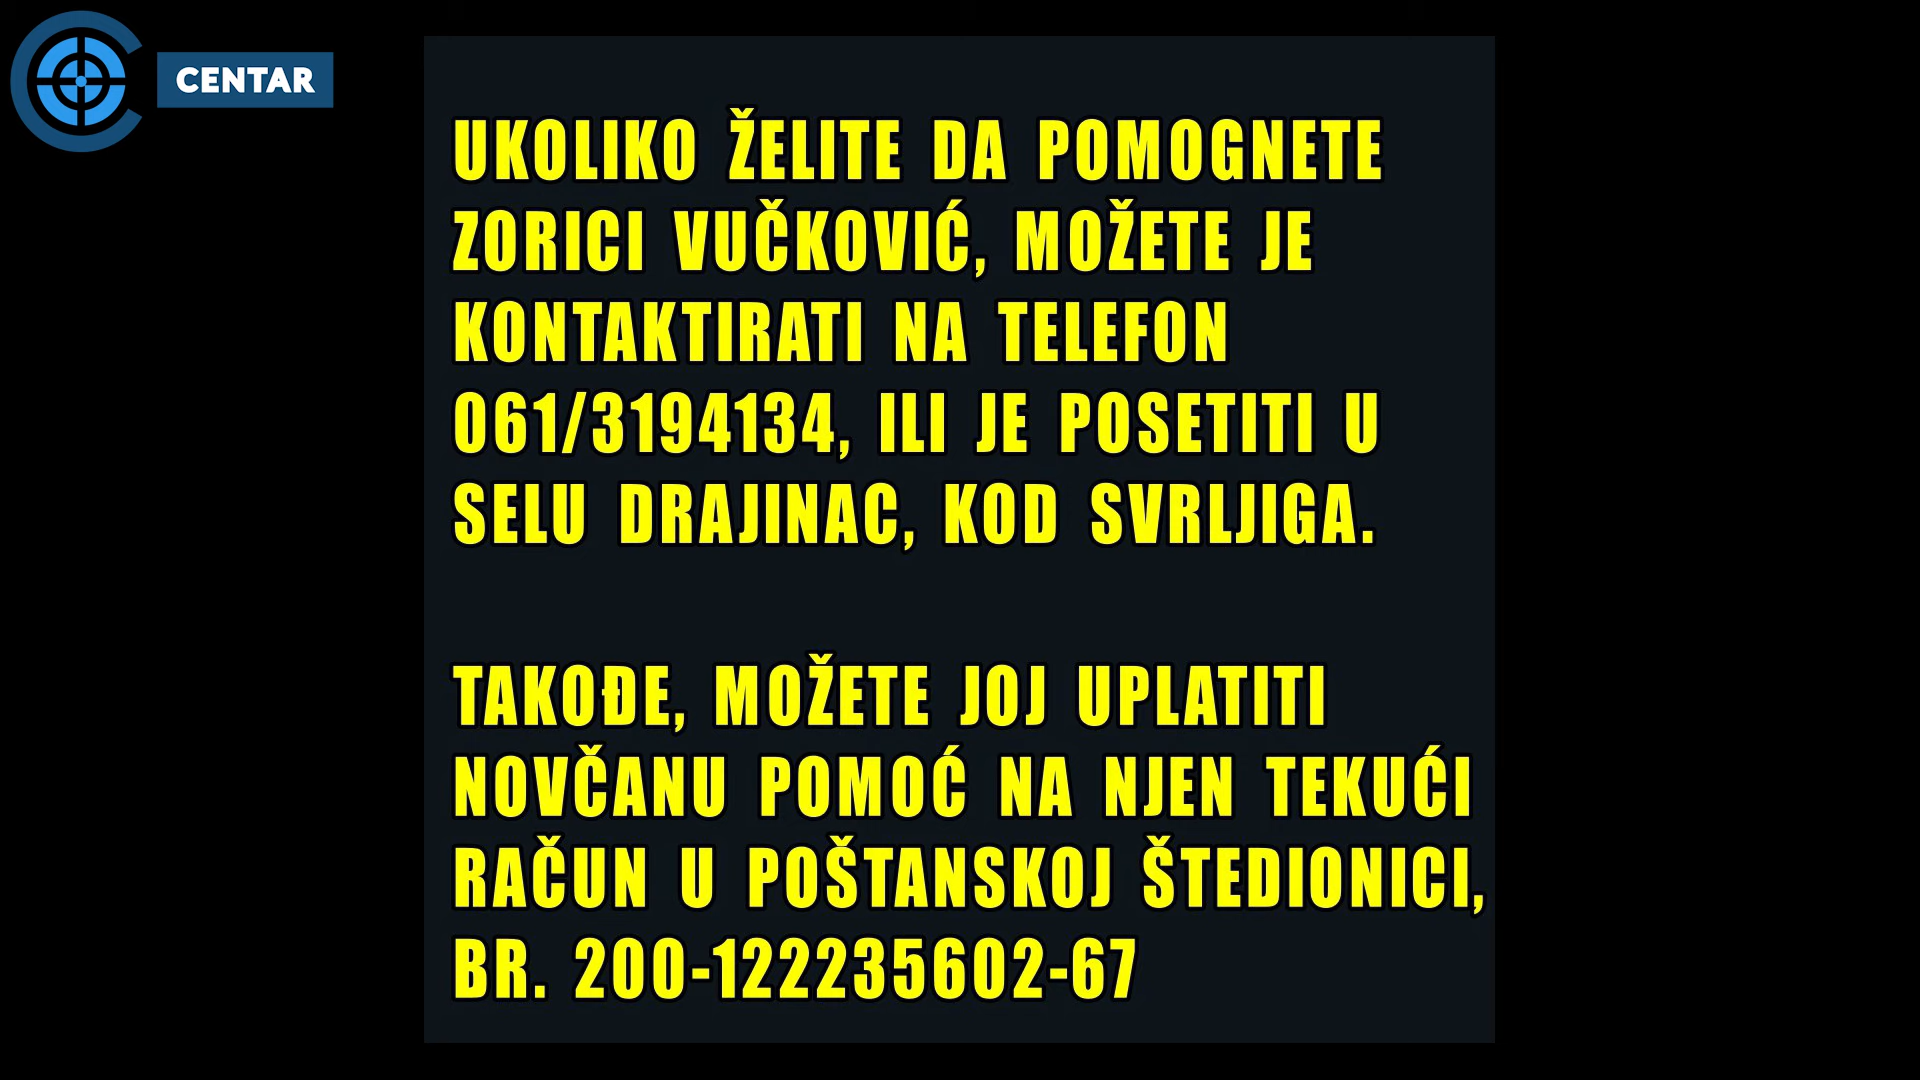 CENTAR
UKOLIKO ŽELITE DA POMOGNETE
ZORICI VUČKOVIĆ, MOŽETE JE
KONTAKTIRATI NA TELEFON
061/3194134, ILI JE POSETITI U
SELU DRAJINAC, KOD SVRLJIGA.
TAKOĐE, MOŽETE JOJ UPLATITI
NOVČANU POMOĆ NA NJEN TEKUĆI
RAČUN U POŠTANSKOJ ŠTEDIONICI,
BR. 200-122235602-67